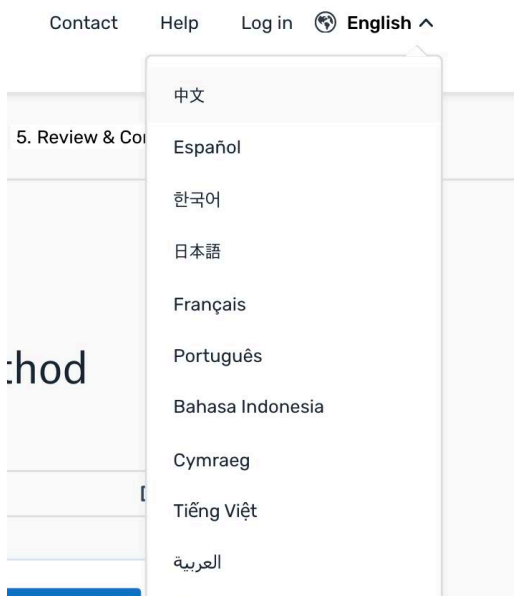 Contact Help Log in English
中文
5. Review & Co
Español
한국어
日本語
Français
Português
thod
Bahasa Indonesia
Cymraeg
Tiếng Việt
العربية